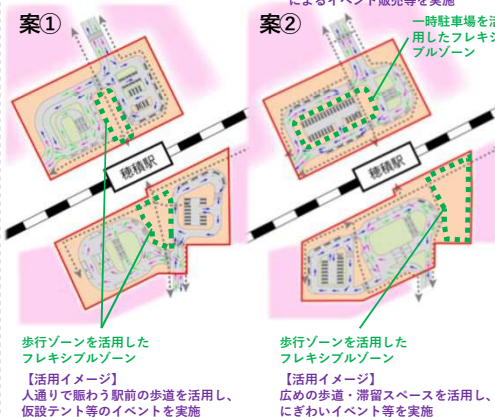 によるイベント販売等を実施
案①
案②
一時駐車場を活
用したフレキシ
ブルゾーン
穂積駅
穂積駅
歩行ゾーンを活用した
フレキシブルゾーン
【活用イメージ】
人通りで賑わう駅前の歩道を活用し、
仮設テント等のイベントを実施
歩行ゾーンを活用した
フレキシブルゾーン
【活用イメージ】
広めの歩道・滞留スペースを活用し、
にぎわいイベント等を実施